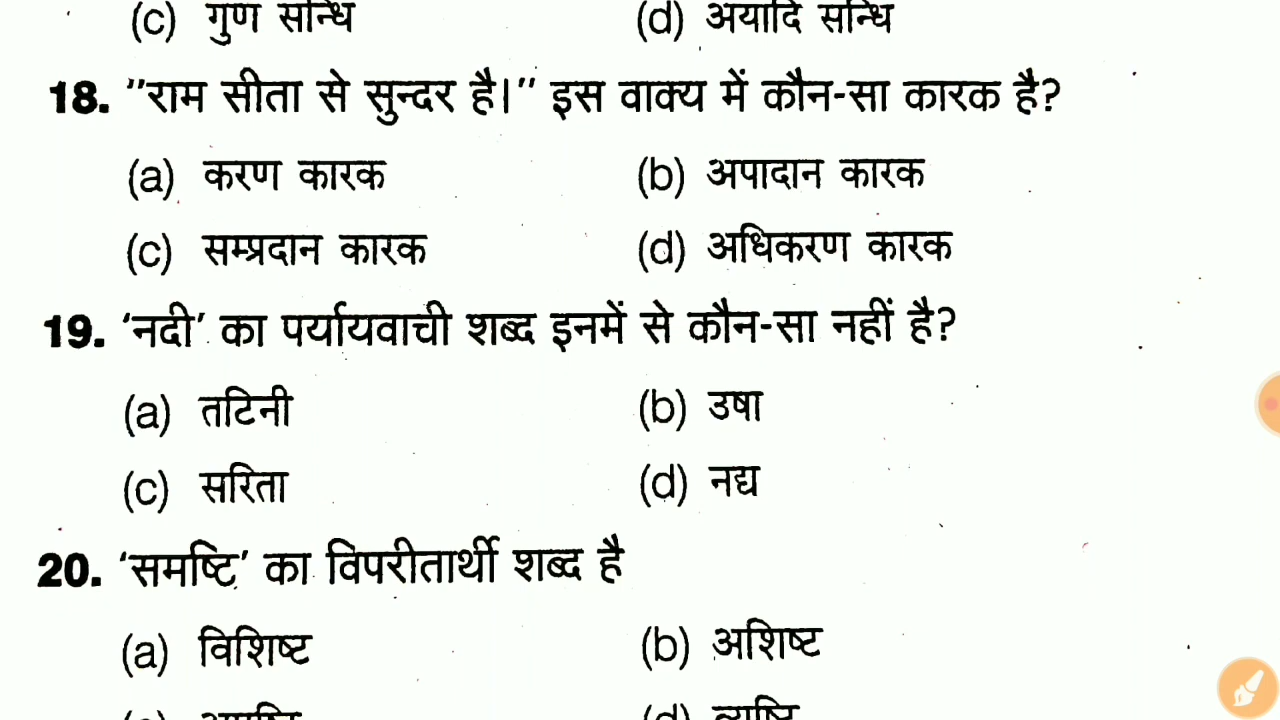 (c) गुण सन्धि (d) अयादि सन्धि
18. "राम सीता से सुन्दर है।" इस वाक्य में कौन-सा कारक है?
(a) करण कारक (b) अपादान कारक
(c) सम्प्रदान कारक (d) अधिकरण कारक
19. 'नदी' का पर्यायवाची शब्द इनमें से कौन-सा नहीं है?
(a) तटिनी (b) उषा
(c) सरिता (d) नद्य
20. 'समष्टि' का विपरीतार्थी शब्द है
(a) विशिष्ट (b) अशिष्ट
(d) व्यष्टि